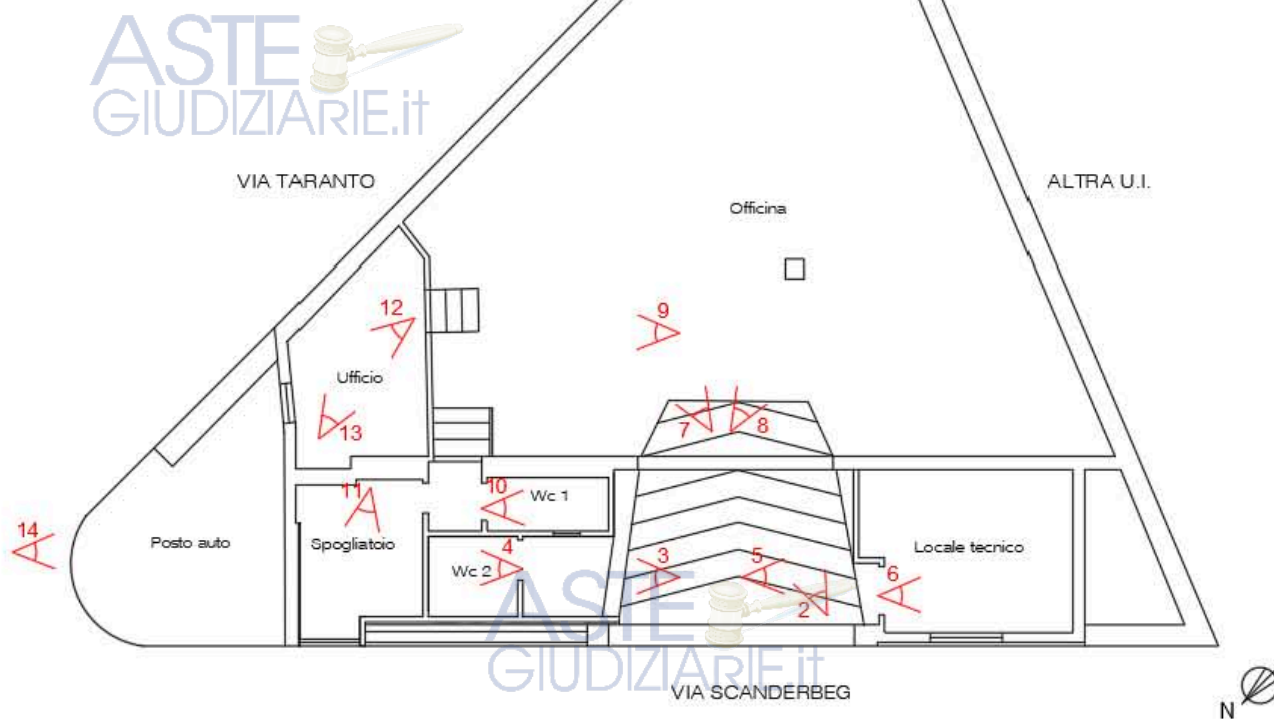 ASTE
GIUDIZIARIE.it
VIA TARANTO
ALTRA U.I.
Officina
12
9
Ufficio
13
7
8
11
10
Wc 1
14
Posto auto
Spogliatoio
4
Wc 2
3
5
2
6
Locale tecnico
ASTE
GIUDIZIARIE.it
VIA SCANDERBEG
N